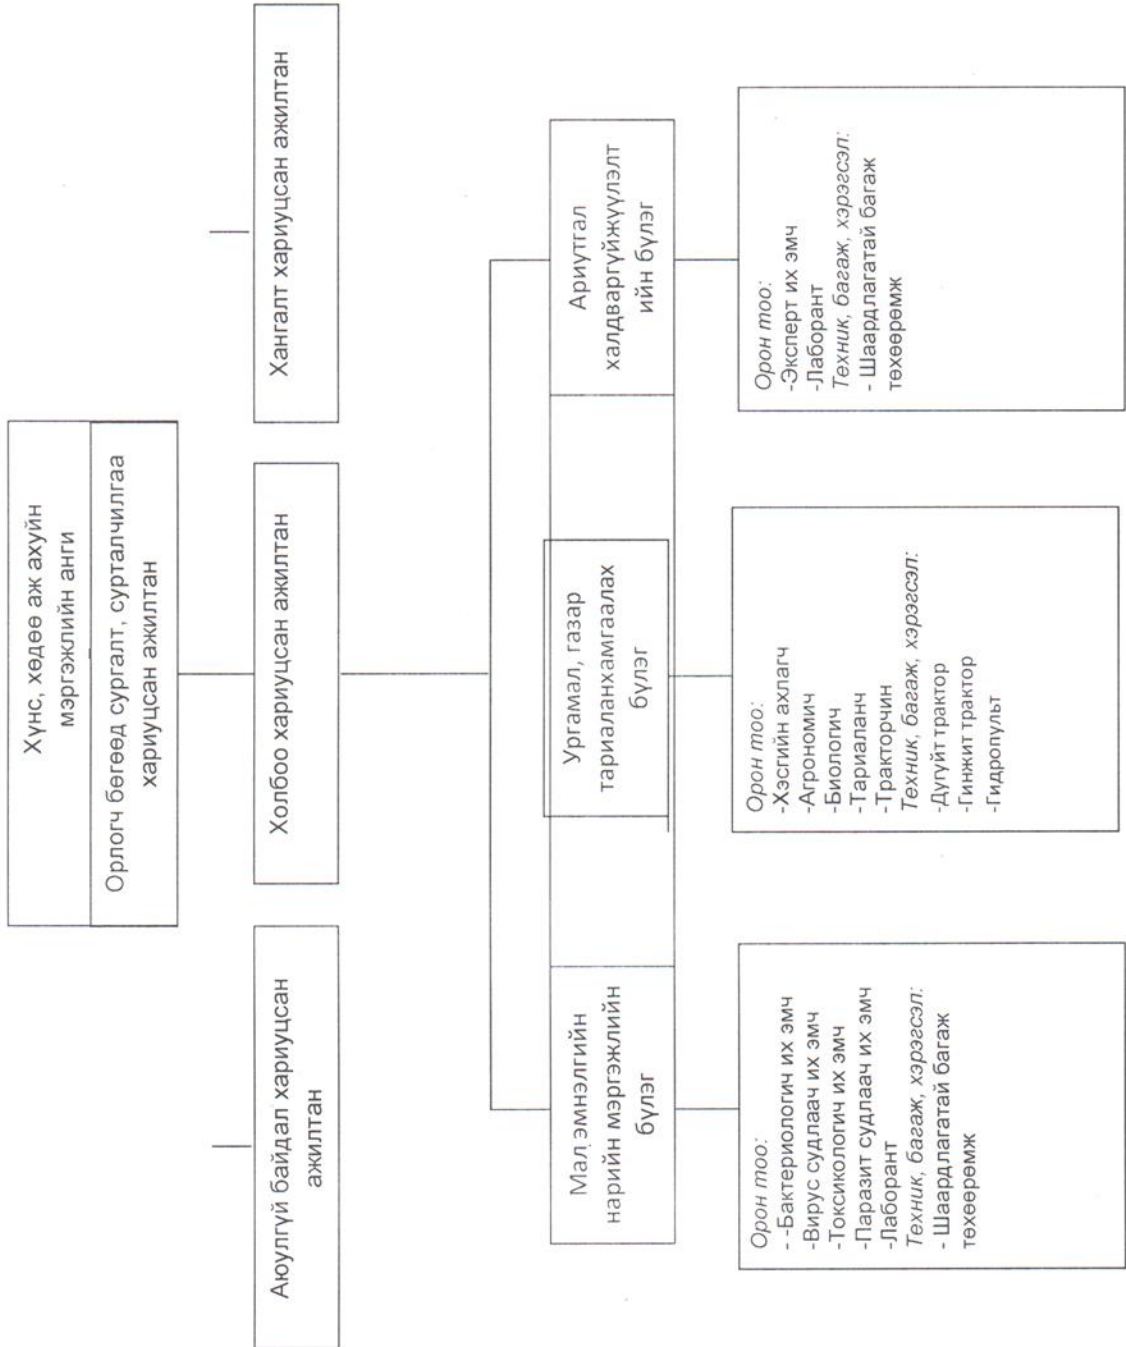 Хүнс, хөдөө аж ахуйн
мэргэжлийн анги
Орлогч бөгөөд сургалт, сурталчилгаа
хариуцсан ажилтан
Аюулгүй байдал хариуцсан
ажилтан
Холбоо хариуцсан ажилтан
Хангалт хариуцсан ажилтан
Мал эмнэлгийн
нарийн мэргэжлийн
бүлэг
Ургамал, газар
тариаланхамгаалах
бүлэг
Ариутгал
халдваргүйжүүлэлт
ийн бүлэг
Орон тоо:
- -Бактериологич их эмч
-Вирус судлаач их эмч
-Токсикологич их эмч
-Паразит судлаач их эмч
-Лаборант
Техник, багаж, хэрэгсэл:
- Шаардлагатай багаж
төхөөрөмж
Орон тоо:
-Хэсгийн ахлагч
-Агрономич
-Биологич
-Тариаланч
-Тракторчин
Техник, багаж, хэрэгсэл:
-Дугуйт трактор
-Гинжит трактор
-Гидропульт
Орон тоо:
-Эксперт их эмч
-Лаборант
Техник, багаж, хэрэгсэл:
- Шаардлагатай багаж
төхөөрөмж